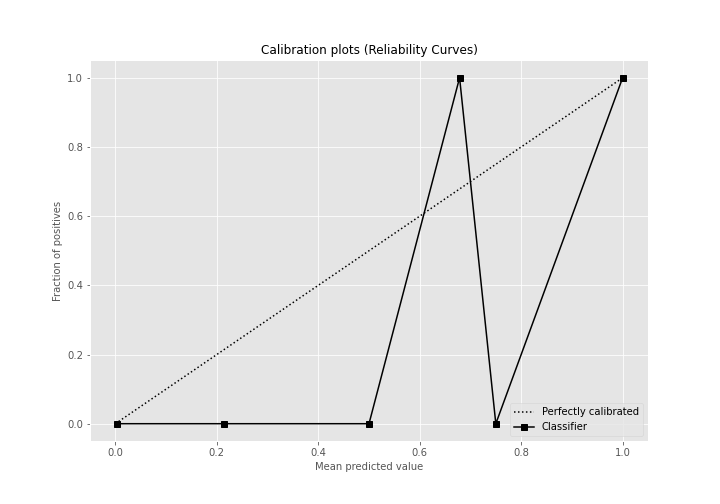 Calibration plots (Reliability Curves)
1.0
0.8
0.6
0.4
0.2
0.0
Fraction of positives
0.0 0.2 0.4 0.6 0.8 1.0
Mean predicted value
Perfectly calibrated
Classifier